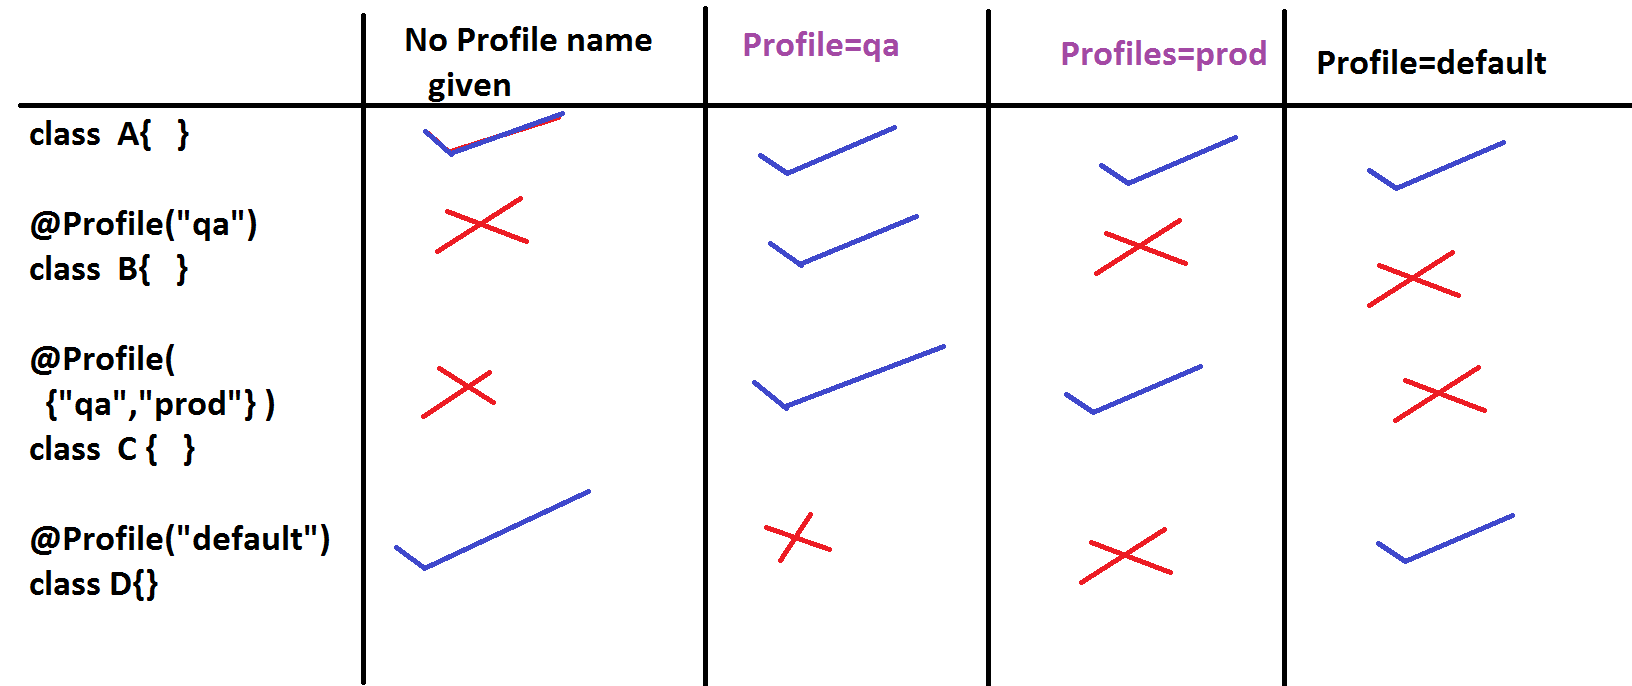 No Profile name
given
Profile=qa
Profiles=prod
Profile=default
class A{ }
@Profile("qa")
class B{ }
@Profile(
{"qa","prod"} )
class C { }
@Profile("default")
class D{}